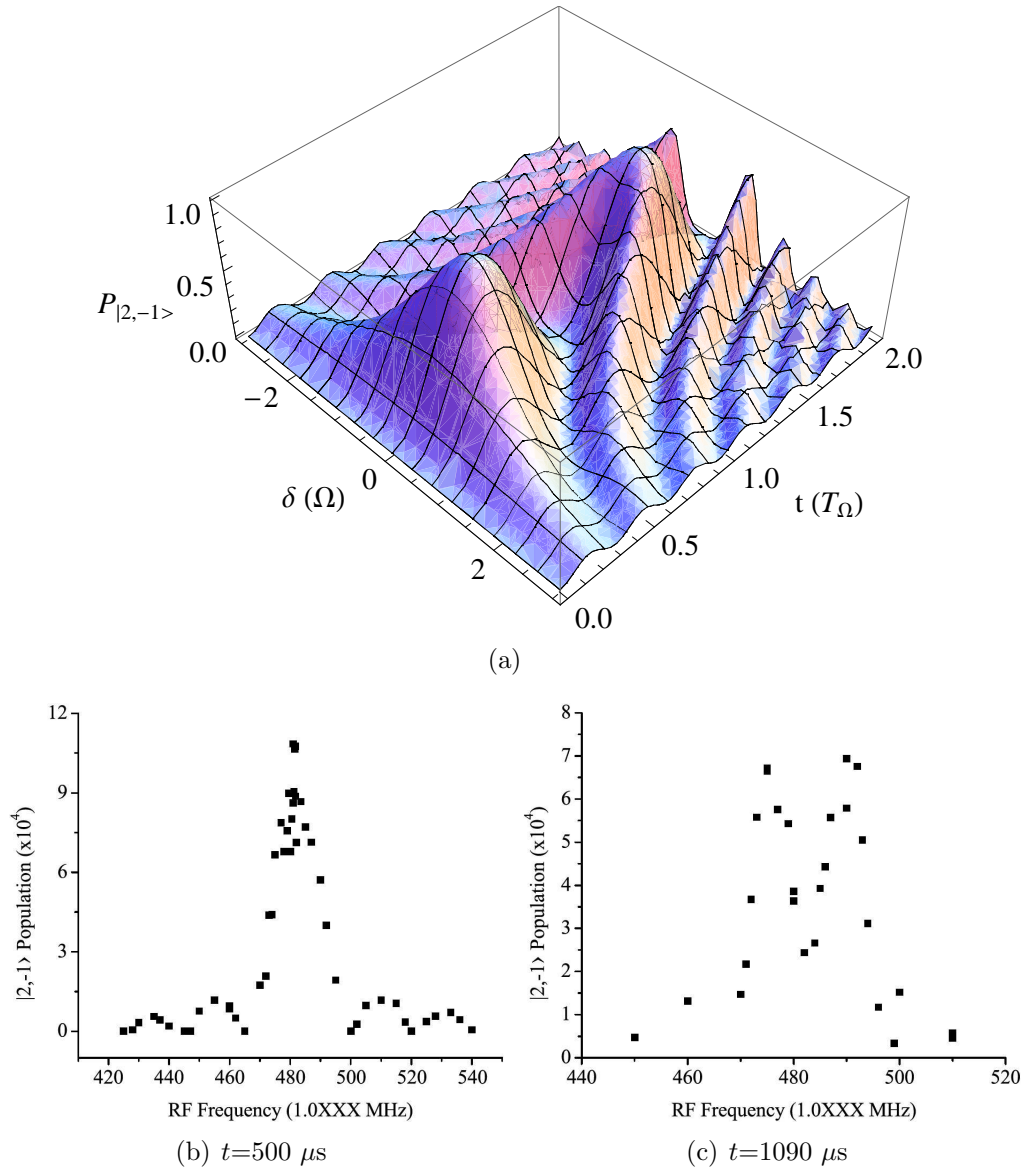 1.0
0.5
P|2,−1>
0.0
−2
0
δ (Ω)
2
0.0
0.5
1.0
t (TΩ)
1.5
2.0
(a)
12
9
6
3
0
|2,-1⟩ Population (x10⁴)
420 440 460 480 500 520 540
RF Frequency (1.0XXX MHz)
(b) t=500 μs
8
7
6
5
4
3
2
1
0
|2,-1⟩ Population (x10⁴)
440 460 480 500 520
RF Frequency (1.0XXX MHz)
(c) t=1090 μs